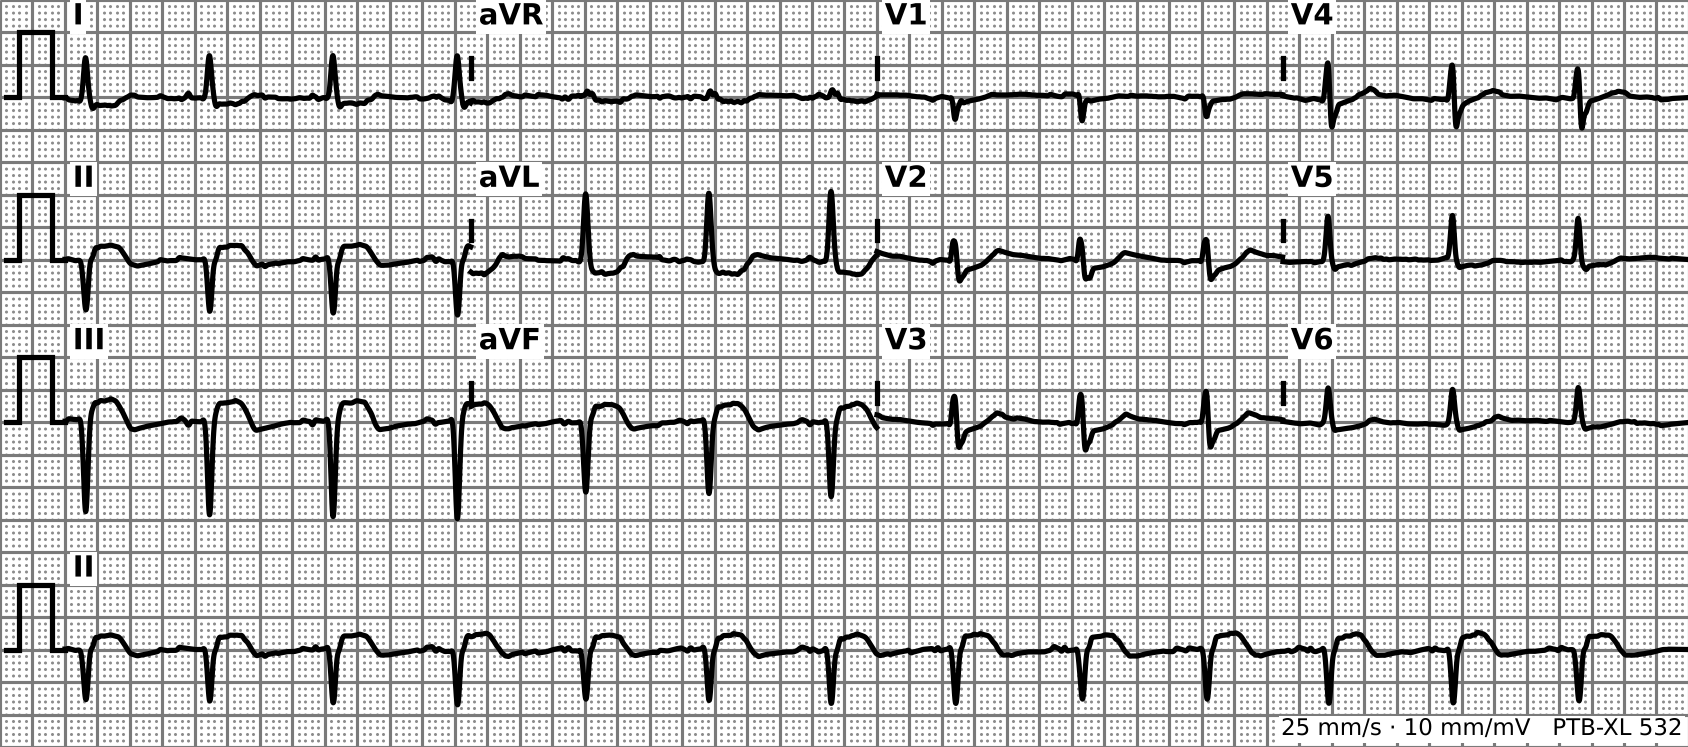 I aVR V1 V4
II aVL V2 V5
III aVF V3 V6
II
25 mm/s · 10 mm/mV PTB-XL 532